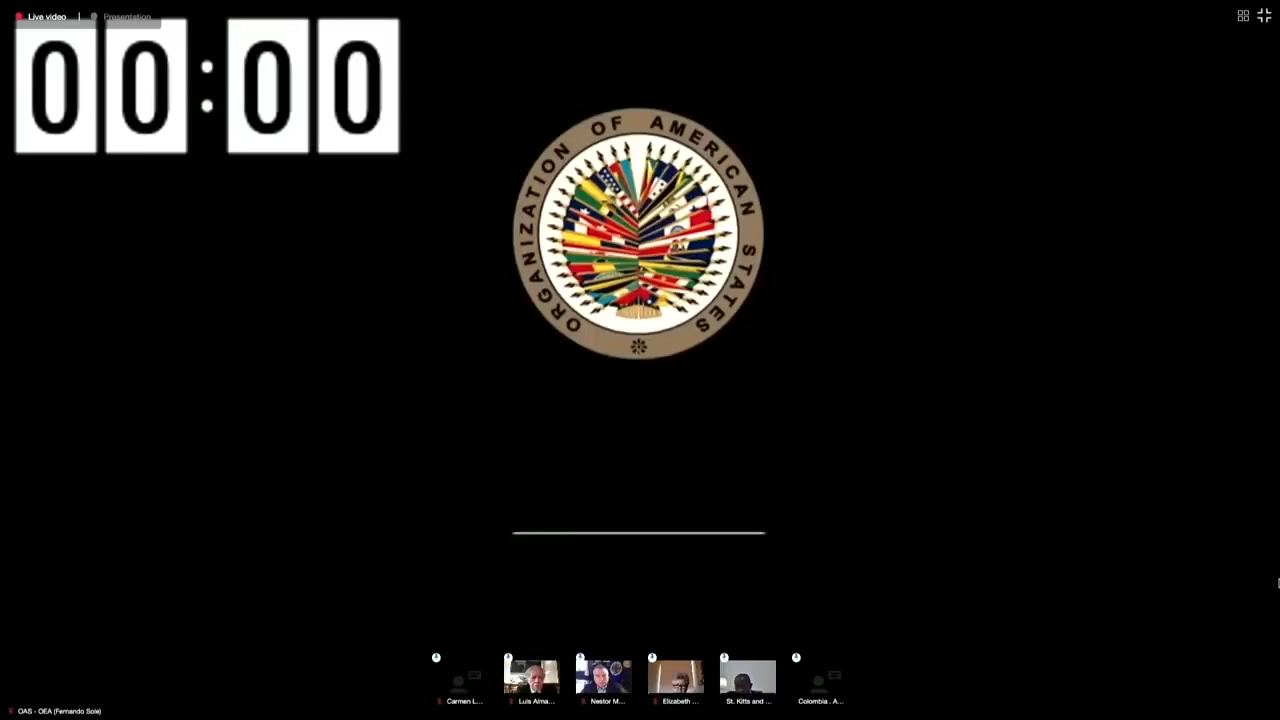 Live video | Presentation
00:00
ORGANIZATION OF AMERICAN STATES
Carmen L...
Luis Alma...
Nestor M...
Elizabeth ...
St. Kitts and ...
Colombia . A...
OAS - OEA (Fernando Sole)